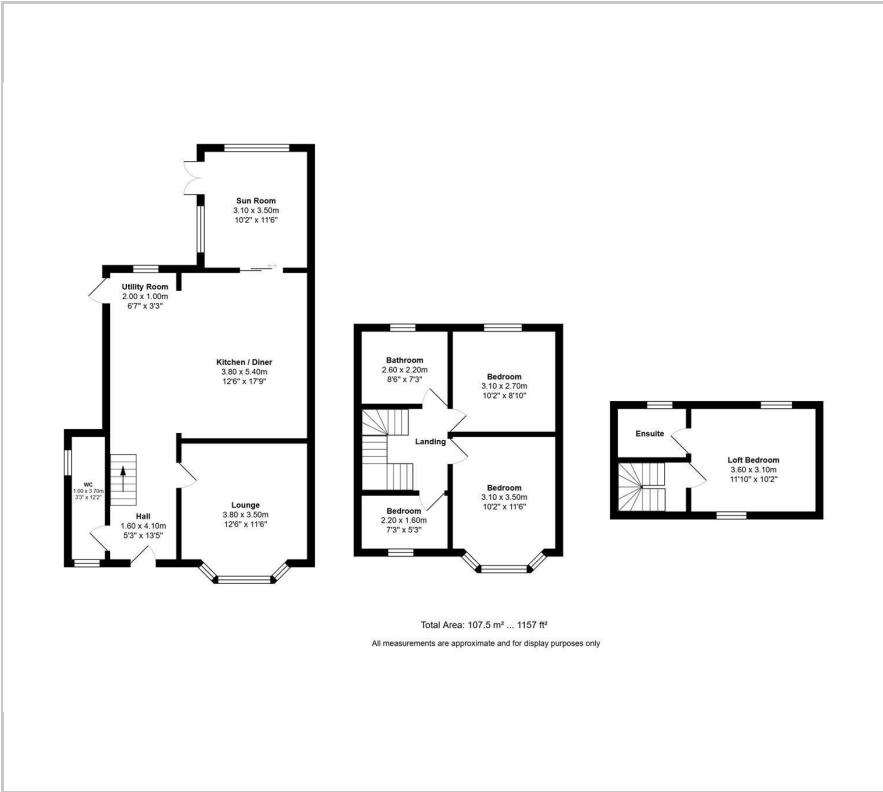 Sun Room
3.10 x 3.50m
10'2" x 11'6"
Utility Room
2.00 x 1.00m
6'7" x 3'3"
Kitchen / Diner
3.80 x 5.40m
12'6" x 17'9"
WC
1.00 x 3.70m
3'3" x 12'2"
Hall
1.60 x 4.10m
5'3" x 13'5"
Lounge
3.80 x 3.50m
12'6" x 11'6"
Bathroom
2.60 x 2.20m
8'6" x 7'3"
Bedroom
3.10 x 2.70m
10'2" x 8'10"
Landing
Bedroom
3.10 x 3.50m
10'2" x 11'6"
Bedroom
2.20 x 1.60m
7'3" x 5'3"
Ensuite
Loft Bedroom
3.60 x 3.10m
11'10" x 10'2"
Total Area: 107.5 m² ... 1157 ft²
All measurements are approximate and for display purposes only